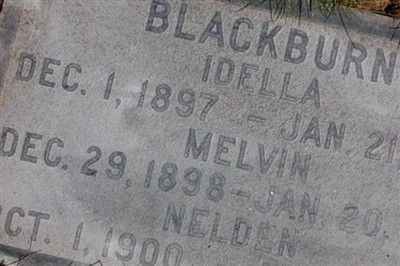 BLACKBURN
IDELLA
DEC. 1, 1897 - JAN. 21
MELVIN
DEC. 29, 1898 - JAN. 20.
NELDEN
OCT. 1, 1900